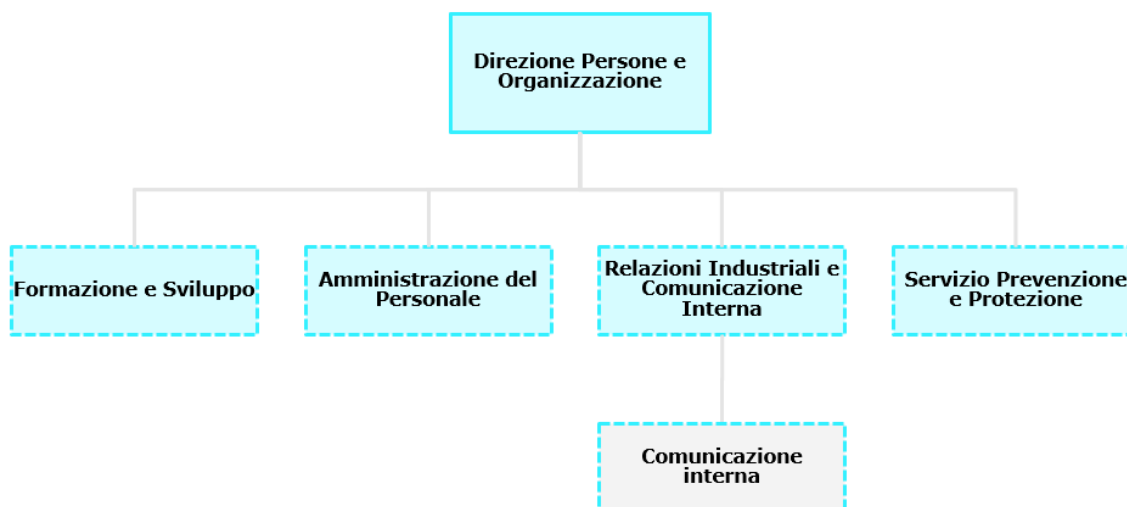 Direzione Persone e
Organizzazione
Formazione e Sviluppo
Amministrazione del
Personale
Relazioni Industriali e
Comunicazione
Interna
Servizio Prevenzione
e Protezione
Comunicazione
interna